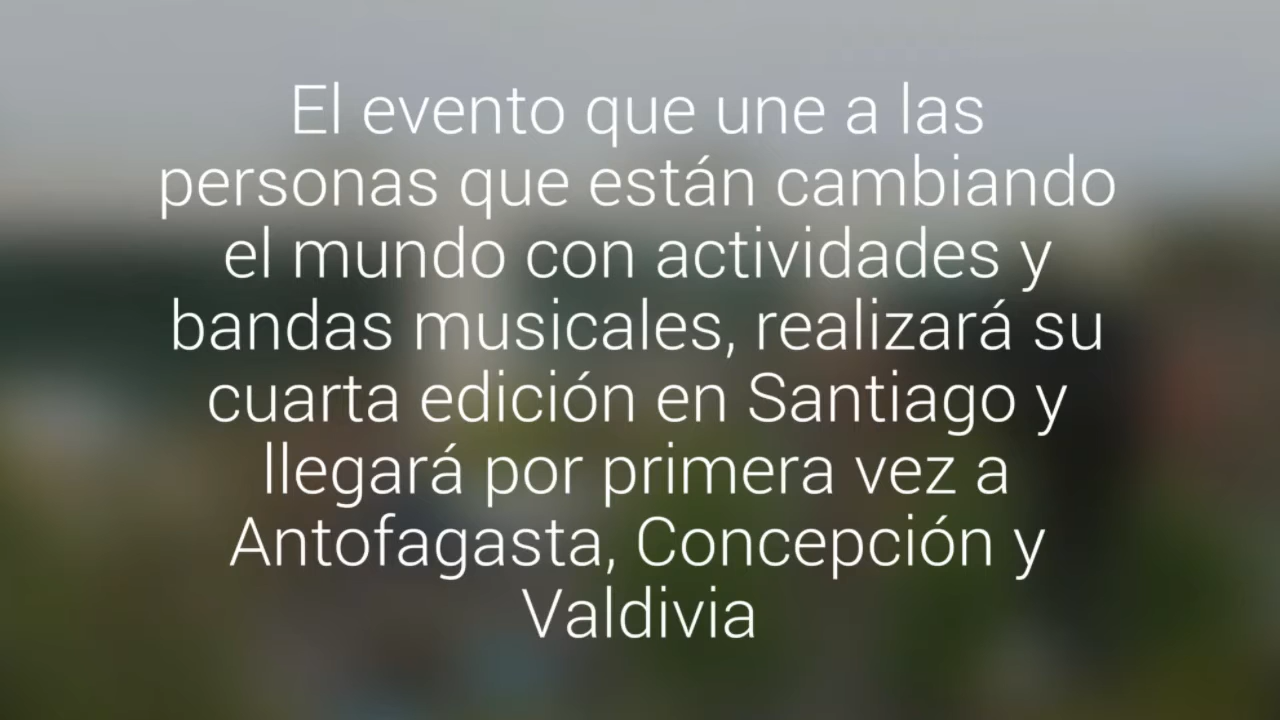 El evento que une a las
personas que están cambiando
el mundo con actividades y
bandas musicales, realizará su
cuarta edición en Santiago y
llegará por primera vez a
Antofagasta, Concepción y
Valdivia